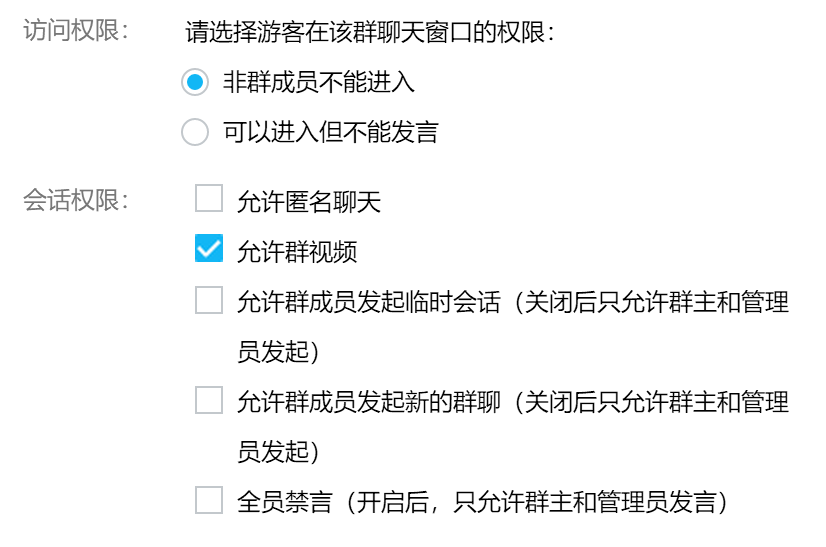 访问权限： 请选择游客在该群聊天窗口的权限：
非群成员不能进入
可以进入但不能发言
会话权限： 允许匿名聊天
允许群视频
允许群成员发起临时会话（关闭后只允许群主和管理
员发起）
允许群成员发起新的群聊（关闭后只允许群主和管理
员发起）
全员禁言（开启后，只允许群主和管理员发言）